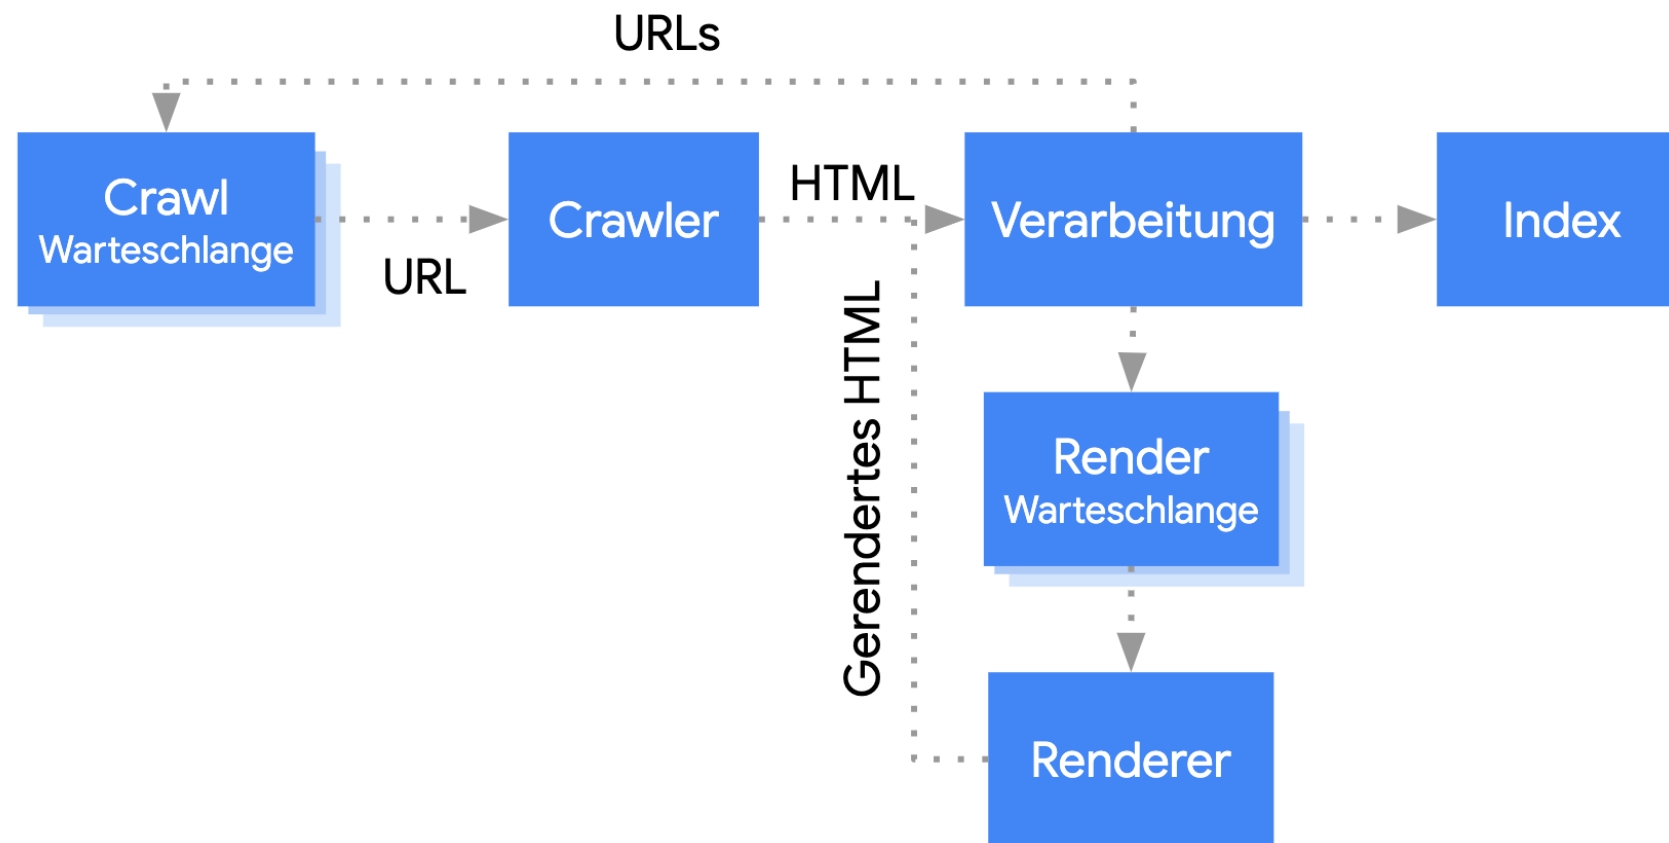 URLs
Crawl
Warteschlange
URL
Crawler
HTML
Verarbeitung
Index
Gerendertes HTML
Render
Warteschlange
Renderer